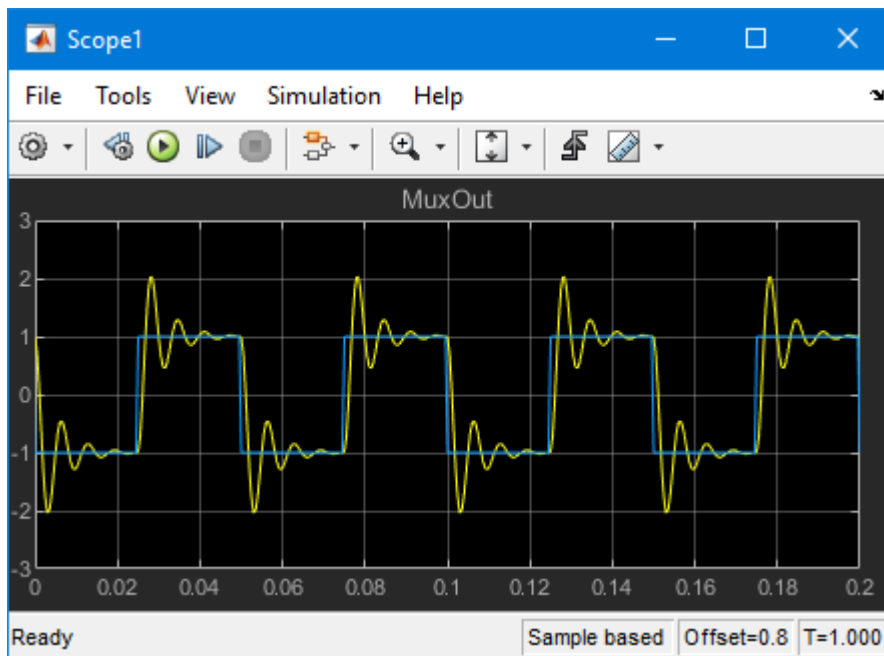 Scope1
File Tools View Simulation Help
MuxOut
3
2
1
0
-1
-2
-3
0 0.02 0.04 0.06 0.08 0.1 0.12 0.14 0.16 0.18 0.2
Ready Sample based Offset=0.8 T=1.000